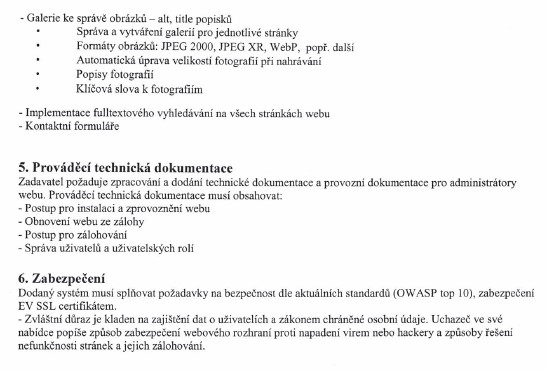 - Galerie ke správě obrázků – alt, title popisků
• Správa a vytváření galerií pro jednotlivé stránky
• Formáty obrázků: JPEG 2000, JPEG XR, WebP, popř. další
• Automatická úprava velikostí fotografií při nahrávání
• Popisy fotografií
• Klíčová slova k fotografiím
- Implementace fulltextového vyhledávání na všech stránkách webu
- Kontaktní formuláře
5. Prováděcí technická dokumentace
Zadavatel požaduje zpracování a dodání technické dokumentace a provozní dokumentace pro administrátory
webu. Prováděcí technická dokumentace musí obsahovat:
- Postup pro instalaci a zprovoznění webu
- Obnovení webu ze zálohy
- Postup pro zálohování
- Správa uživatelů a uživatelských rolí
6. Zabezpečení
Dodaný systém musí splňovat požadavky na bezpečnost dle aktuálních standardů (OWASP top 10), zabezpečení
EV SSL certifikátem.
- Zvláštní důraz je kladen na zajištění dat o uživatelích a zákonem chráněné osobní údaje. Uchazeč ve své
nabídce popíše způsob zabezpečení webového rozhraní proti napadení virem nebo hackery a způsoby řešení
nefunkčnosti stránek a jejich zálohování.